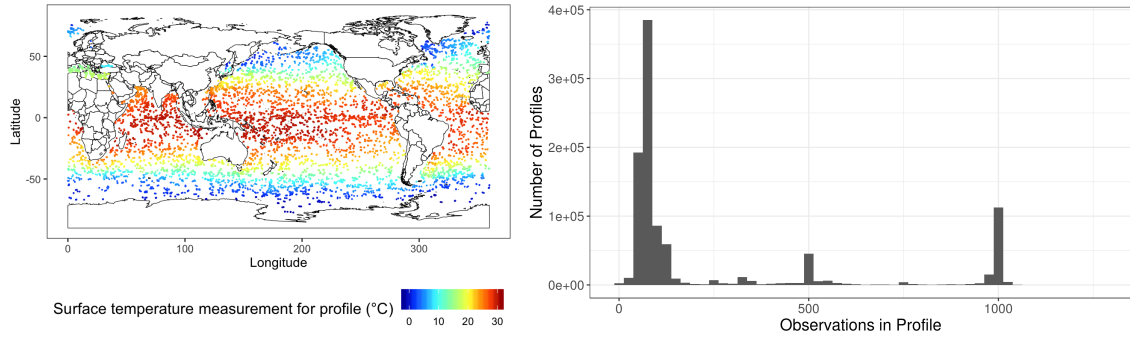 50
0
-50
Latitude
0
100
200
300
Longitude
Surface temperature measurement for profile (°C)
0
10
20
30
4e+05
3e+05
2e+05
1e+05
0e+00
Number of Profiles
0
500
1000
Observations in Profile